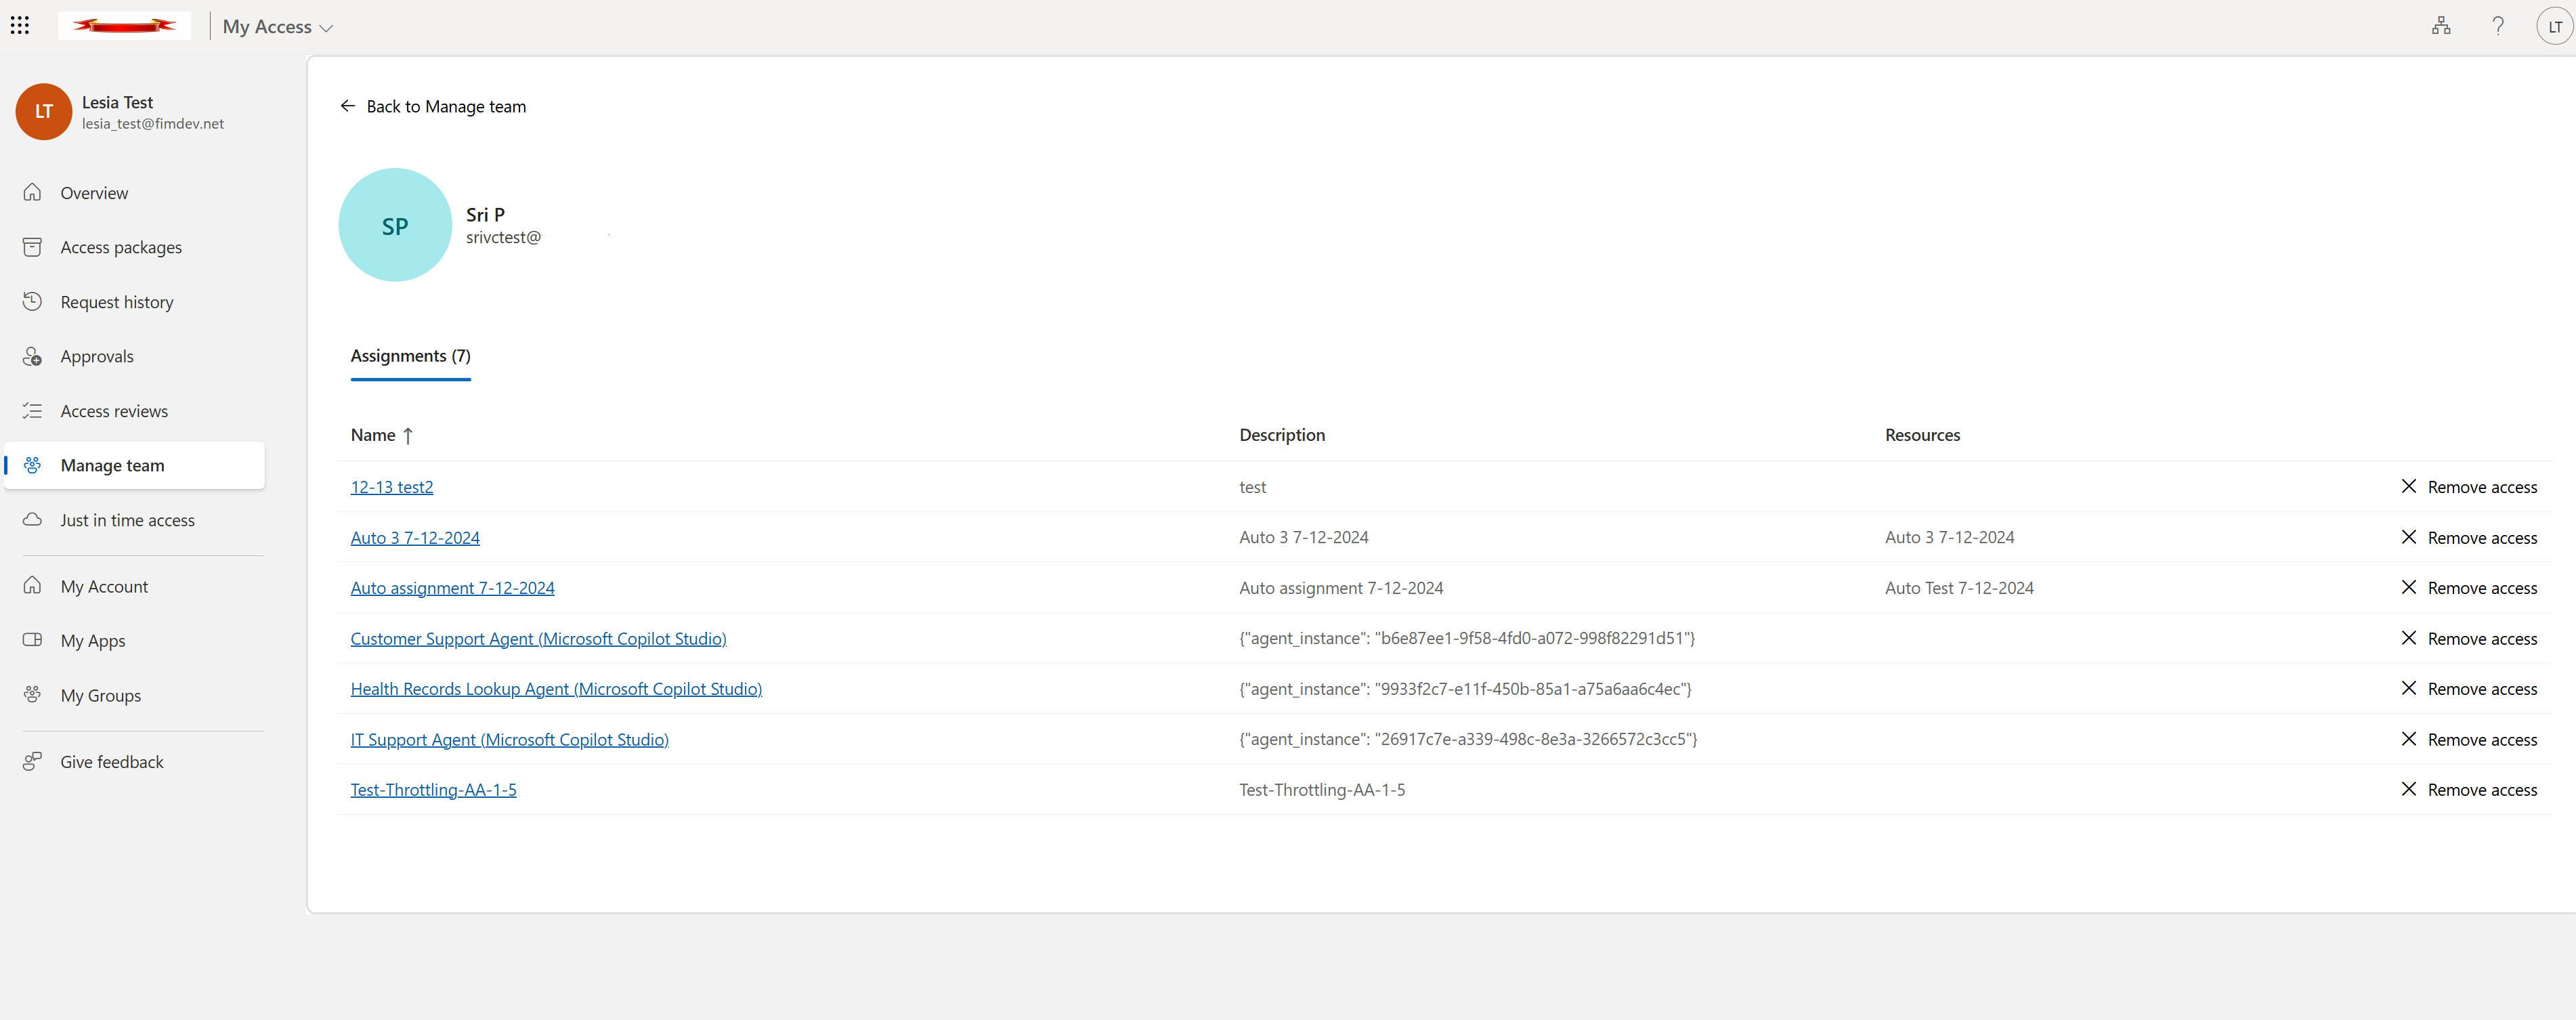 My Access
LT
LT
Lesia Test
lesia_test@fimdev.net
Overview
Access packages
Request history
Approvals
Access reviews
Manage team
Just in time access
My Account
My Apps
My Groups
Give feedback
Back to Manage team
SP
Sri P
srivctest@
Assignments (7)
Name ↑ Description Resources
12-13 test2 test Remove access
Auto 3 7-12-2024 Auto 3 7-12-2024 Auto 3 7-12-2024 Remove access
Auto assignment 7-12-2024 Auto assignment 7-12-2024 Auto Test 7-12-2024 Remove access
Customer Support Agent (Microsoft Copilot Studio) {"agent_instance": "b6e87ee1-9f58-4fd0-a072-998f82291d51"} Remove access
Health Records Lookup Agent (Microsoft Copilot Studio) {"agent_instance": "9933f2c7-e11f-450b-85a1-a75a6aa6c4ec"} Remove access
IT Support Agent (Microsoft Copilot Studio) {"agent_instance": "26917c7e-a339-498c-8e3a-3266572c3cc5"} Remove access
Test-Throttling-AA-1-5 Test-Throttling-AA-1-5 Remove access